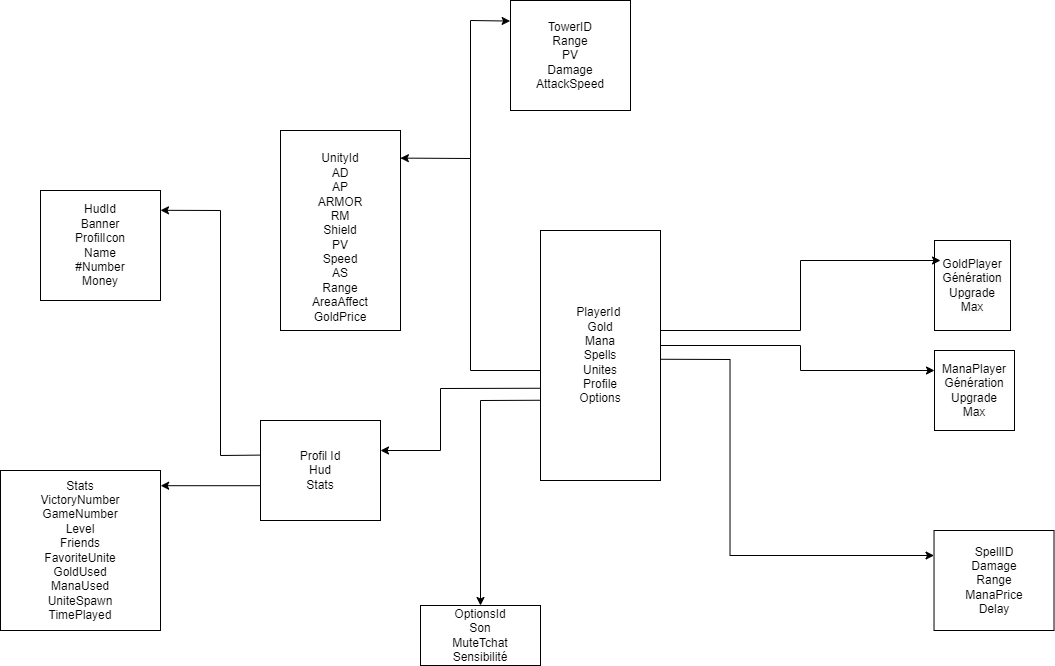 TowerID
Range
PV
Damage
AttackSpeed
UnityId
AD
AP
ARMOR
RM
Shield
PV
Speed
AS
Range
AreaAffect
GoldPrice
HudId
Banner
ProfilIcon
Name
#Number
Money
PlayerId
Gold
Mana
Spells
Unites
Profile
Options
GoldPlayer
Génération
Upgrade
Max
ManaPlayer
Génération
Upgrade
Max
Profil Id
Hud
Stats
Stats
VictoryNumber
GameNumber
Level
Friends
FavoriteUnite
GoldUsed
ManaUsed
UniteSpawn
TimePlayed
SpellID
Damage
Range
ManaPrice
Delay
OptionsId
Son
MuteTchat
Sensibilité